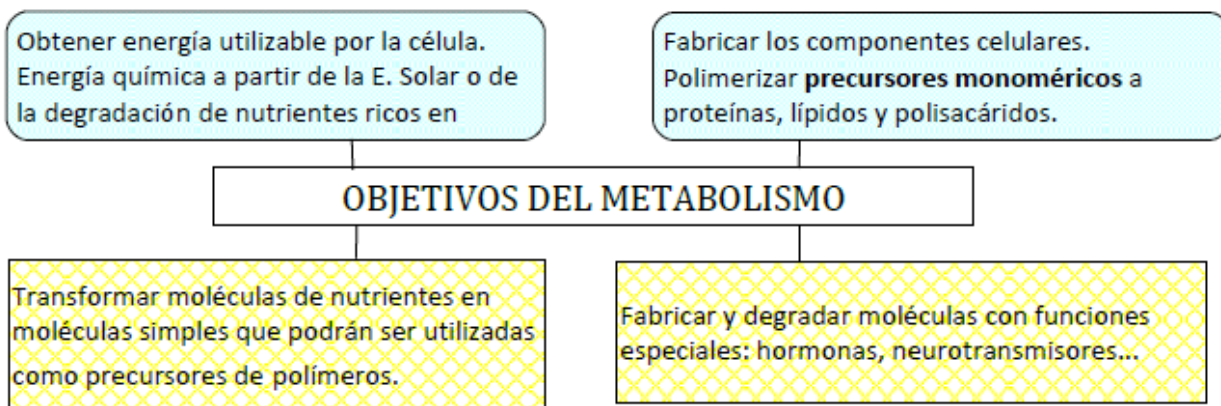 Obtener energía utilizable por la célula.
Energía química a partir de la E. Solar o de
la degradación de nutrientes ricos en
Fabricar los componentes celulares.
Polimerizar precursores monoméricos a
proteínas, lípidos y polisacáridos.
OBJETIVOS DEL METABOLISMO
Transformar moléculas de nutrientes en
moléculas simples que podrán ser utilizadas
como precursores de polímeros.
Fabricar y degradar moléculas con funciones
especiales: hormonas, neurotransmisores...